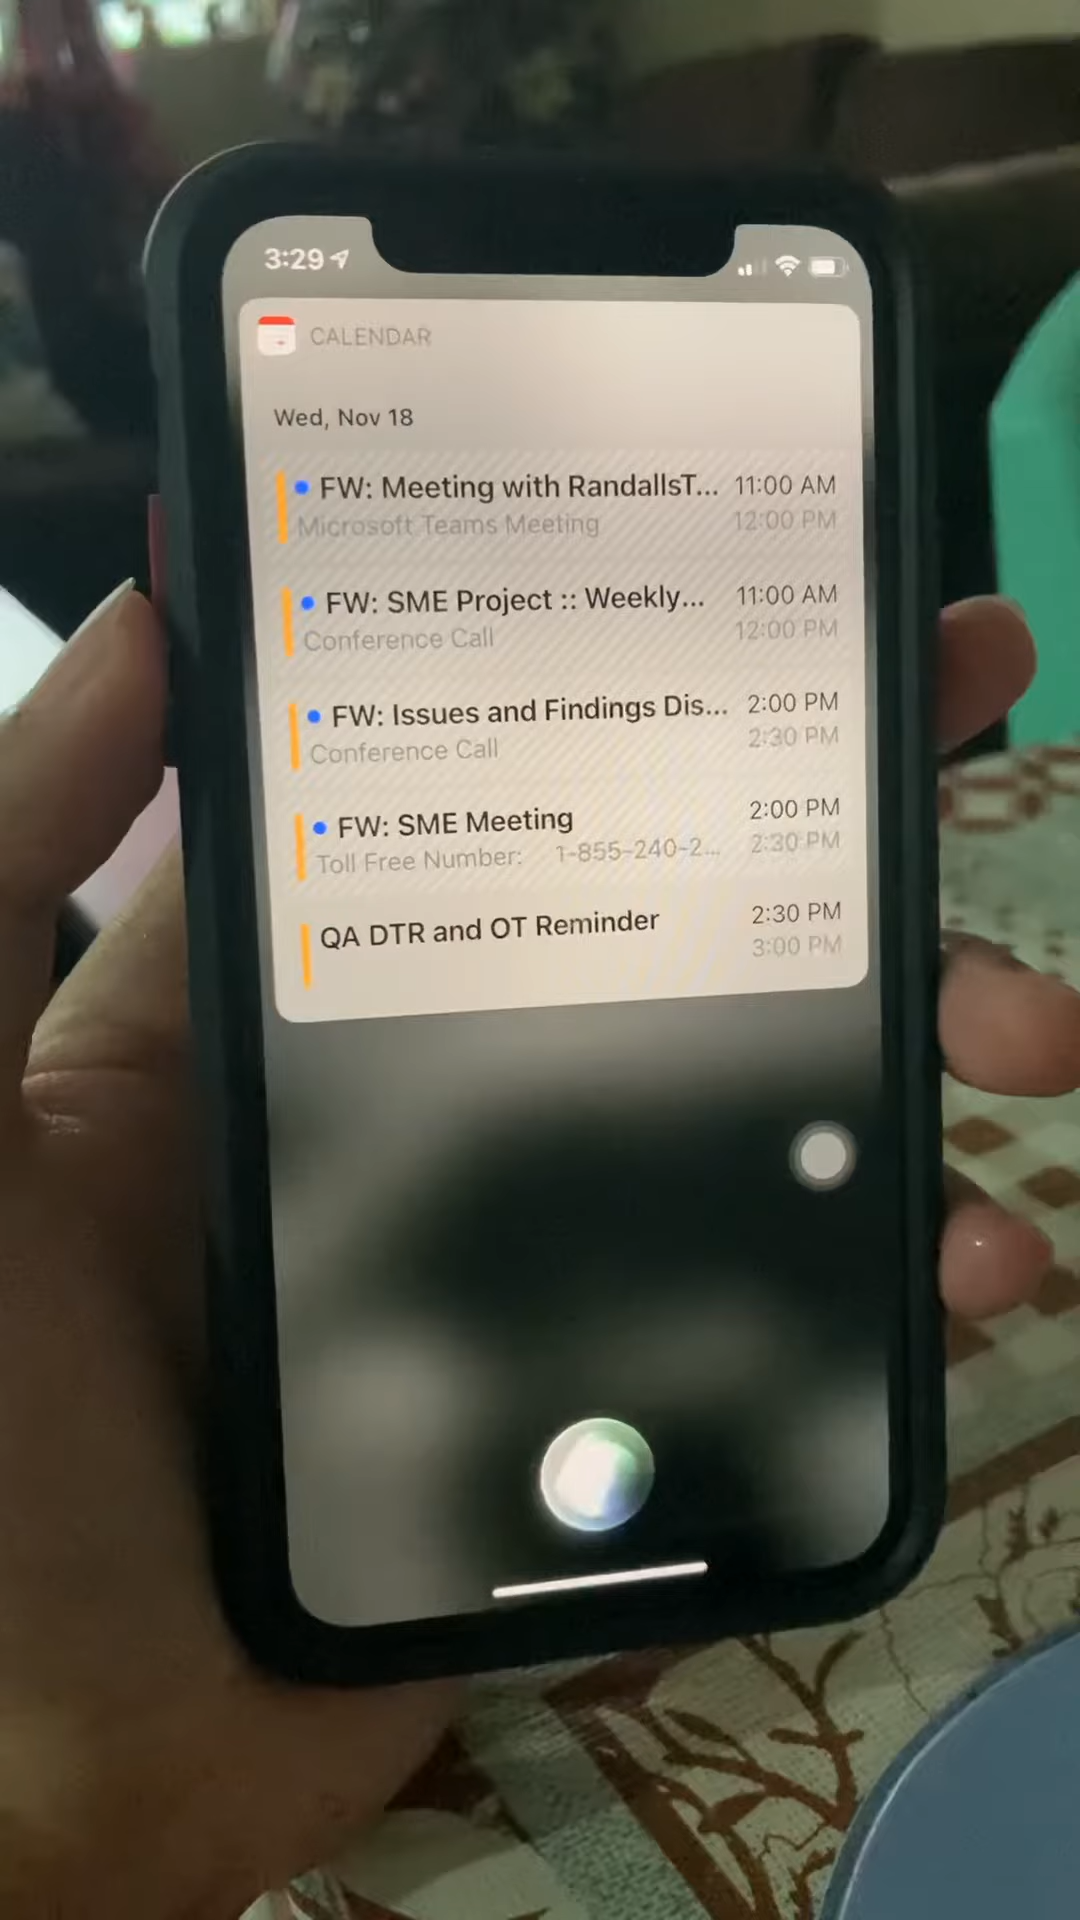 3:29
CALENDAR
Wed, Nov 18
FW: Meeting with RandallsT... 11:00 AM
Microsoft Teams Meeting 12:00 PM
FW: SME Project :: Weekly... 11:00 AM
Conference Call 12:00 PM
FW: Issues and Findings Dis... 2:00 PM
Conference Call 2:30 PM
FW: SME Meeting 2:00 PM
Toll Free Number: 1-855-240-2... 2:30 PM
QA DTR and OT Reminder 2:30 PM
3:00 PM